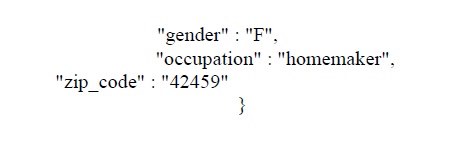 "gender" : "F",
"occupation" : "homemaker",
"zip_code" : "42459"
}